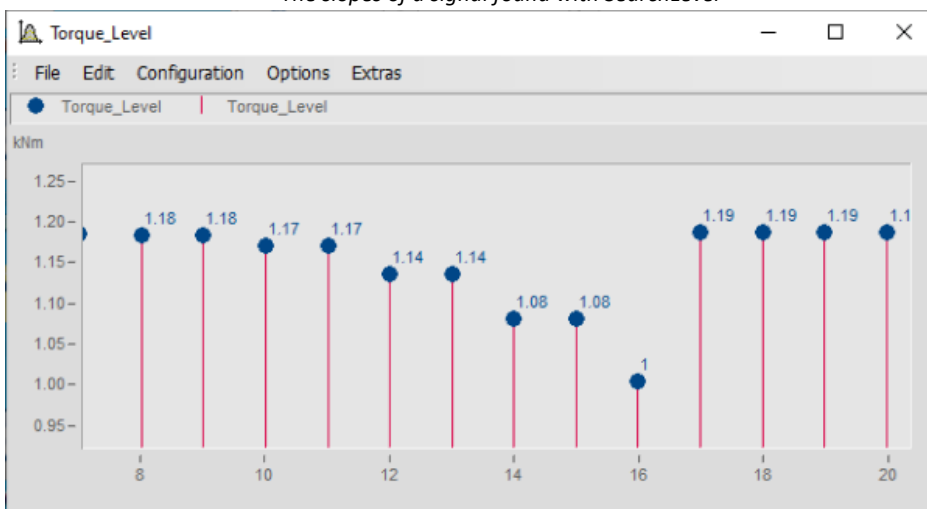 The slopes of a signal found with SearchLevel
Torque_Level
File Edit Configuration Options Extras
Torque_Level Torque_Level
kNm
1.25
1.20
1.15
1.10
1.05
1.00
0.95
1.18 1.18 1.17 1.17 1.14 1.14 1.08 1.08 1 1.19 1.19 1.19 1.1
8 10 12 14 16 18 20